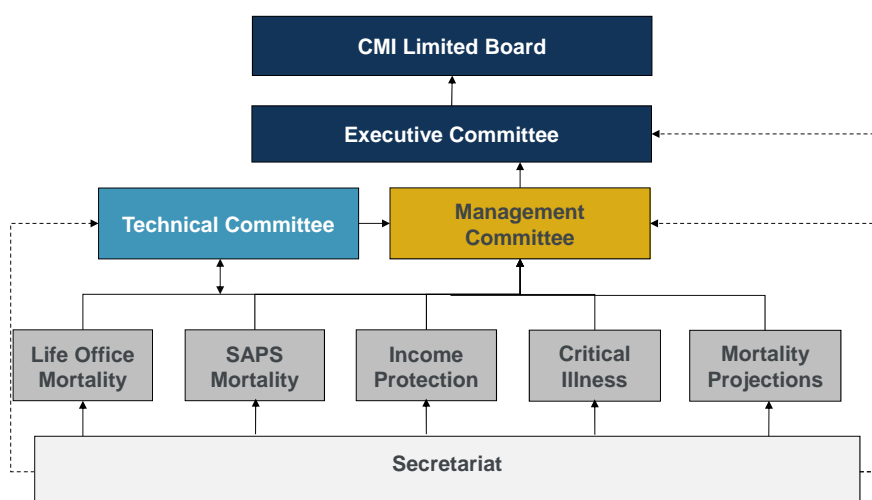 CMI Limited Board
Executive Committee
Technical Committee
Management
Committee
Life Office
Mortality
SAPS
Mortality
Income
Protection
Critical
Illness
Mortality
Projections
Secretariat